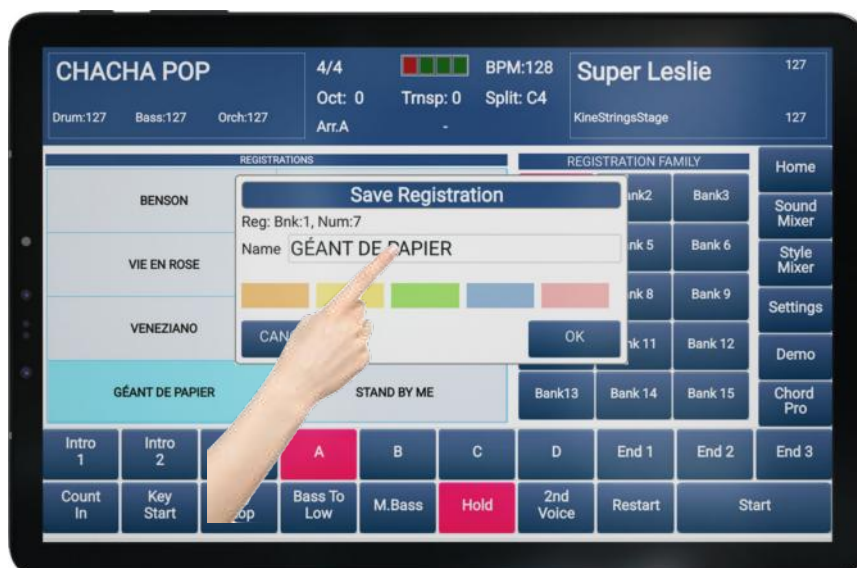 CHACHA POP
Drum:127 Bass:127 Orch:127
4/4 BPM:128
Oct: 0 Trnsp: 0 Split: C4
Arr.A -
Super Leslie 127
KineStringsStage 127
REGISTRATIONS
BENSON
VIE EN ROSE
VENEZIANO
GÉANT DE PAPIER STAND BY ME
Save Registration
Reg: Bnk:1, Num:7
Name GÉANT DE PAPIER
OK
REGISTRATION FAMILY
Bank3
Bank 6
Bank 9
Bank 12
Bank13 Bank 14 Bank 15
Home
Sound
Mixer
Style
Mixer
Settings
Demo
Chord
Pro
Intro
1
Intro
2
A B C D End 1 End 2 End 3
Count
In
Key
Start
Bass To
Low
M.Bass Hold
2nd
Voice
Restart Start